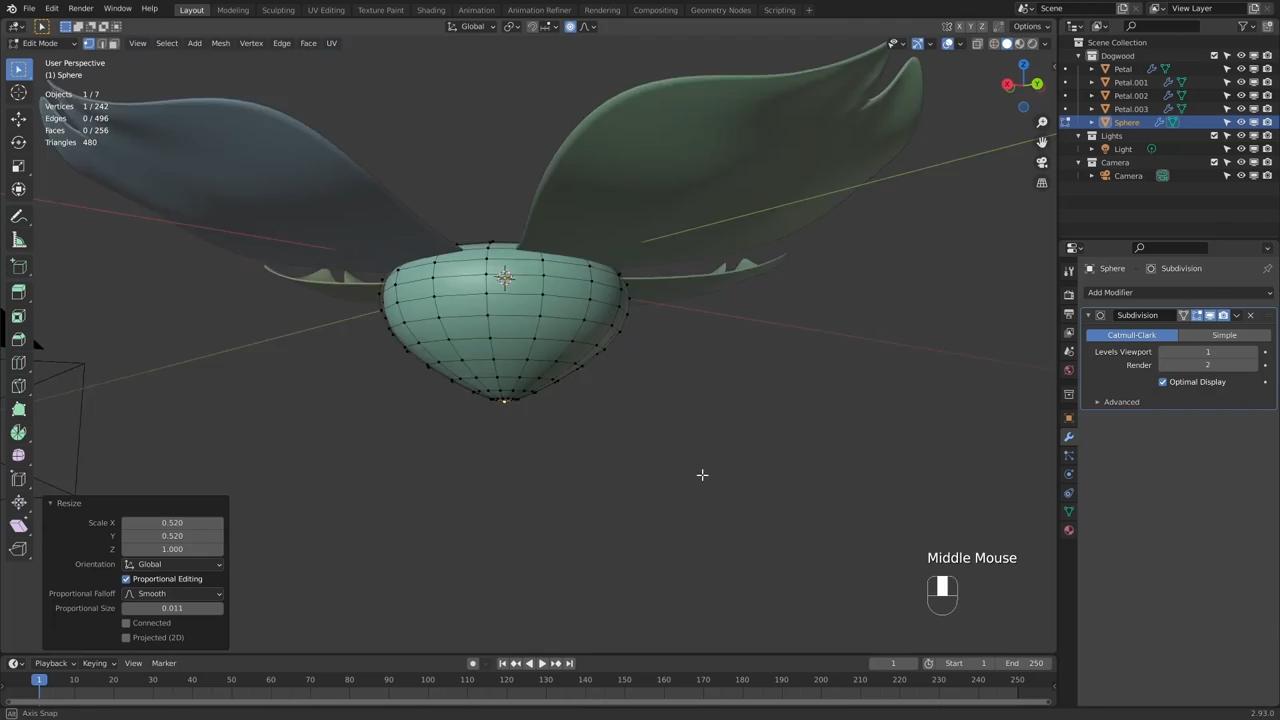 File Edit Render Window Help Layout Modeling Sculpting UV Editing Texture Paint Shading Animation Rendering Compositing Geometry Nodes Scripting + Scene View Layer
Global Options
Edit Mode View Select Add Mesh Vertex Edge Face UV X Y Z
User Perspective
(1) Sphere
Objects 1 / 7
Vertices 1 / 242
Edges 0 / 496
Faces 0 / 256
Triangles 480
Z
X Y
Scene Collection
Dogwood
Petal
Petal.001
Petal.002
Petal.003
Sphere
Lights
Light
Camera
Camera
Sphere > Subdivision
Add Modifier
Subdivision
Catmull-Clark Simple
Levels Viewport 1
Render 2
Optimal Display
Advanced
Resize
Scale X 0.520
Y 0.520
Z 1.000
Orientation Global
Proportional Editing
Proportional Falloff Smooth
Proportional Size 0.011
Connected
Projected (2D)
Middle Mouse
Playback Keying View Marker 1 Start 1 End 250
1 10 20 30 40 50 60 70 80 90 100 110 120 130 140 150 160 170 180 190 200 210 220 230 240 250
Alt Axis Snap 2.93.0